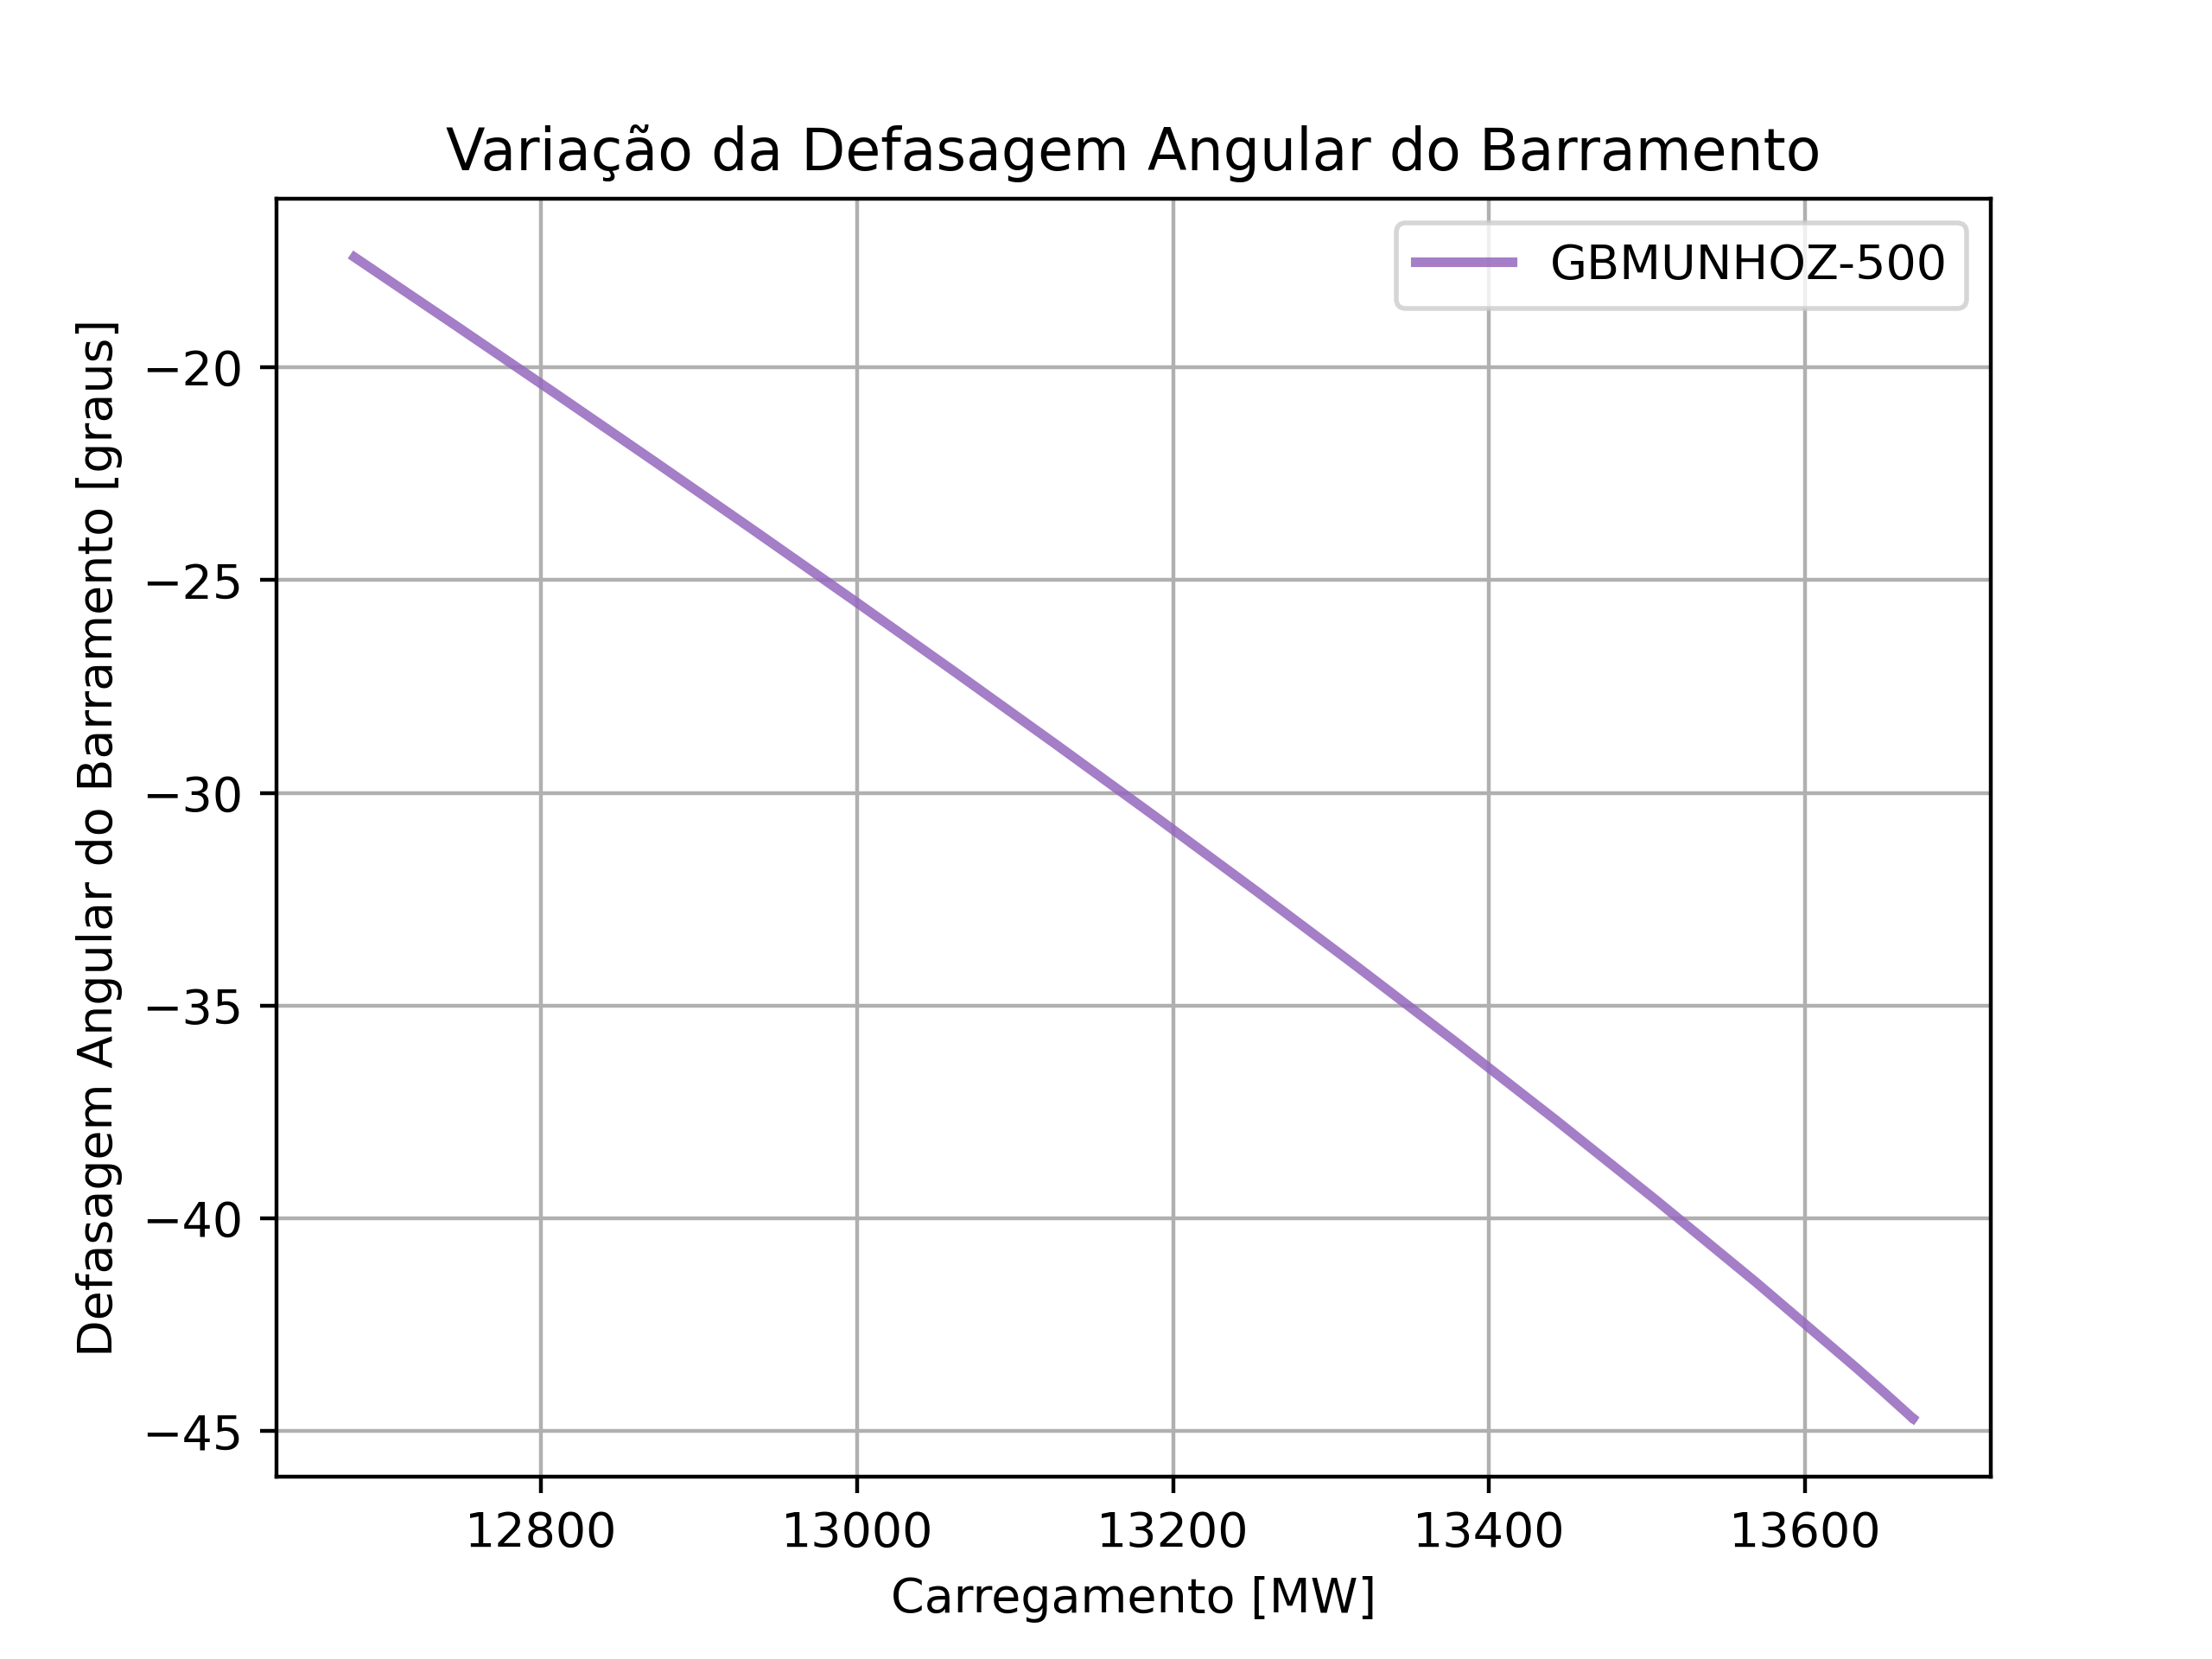 Variação da Defasagem Angular do Barramento
GBMUNHOZ-500
Defasagem Angular do Barramento [graus]
−20
−25
−30
−35
−40
−45
12800 13000 13200 13400 13600
Carregamento [MW]